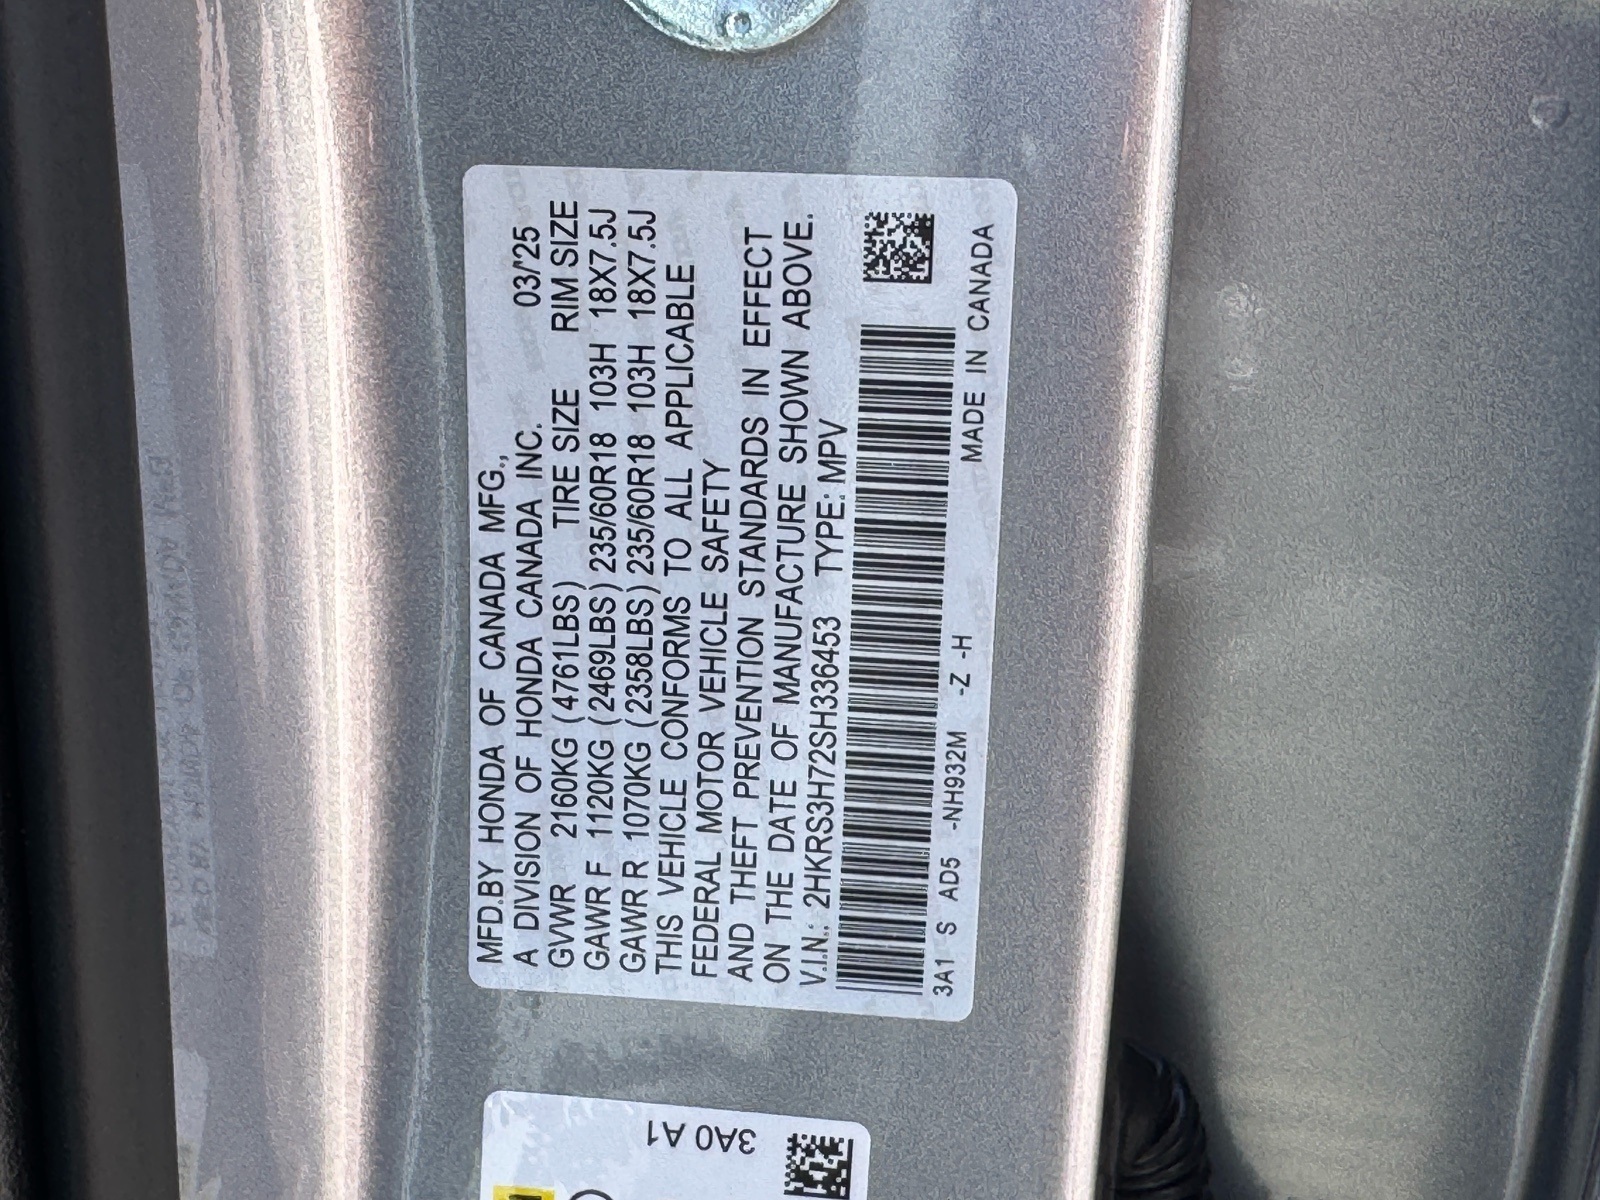 MFD.BY HONDA OF CANADA MFG.,
A DIVISION OF HONDA CANADA INC. 03/'25
GVWR 2160KG (4761LBS) TIRE SIZE RIM SIZE
GAWR F 1120KG (2469LBS) 235/60R18 103H 18X7.5J
GAWR R 1070KG (2358LBS) 235/60R18 103H 18X7.5J
THIS VEHICLE CONFORMS TO ALL APPLICABLE
FEDERAL MOTOR VEHICLE SAFETY
AND THEFT PREVENTION STANDARDS IN EFFECT
ON THE DATE OF MANUFACTURE SHOWN ABOVE.
V.I.N.: 2HKRS3H72SH336453 TYPE: MPV
3A1 S AD5 -NH932M -Z -H MADE IN CANADA
3A0 A1